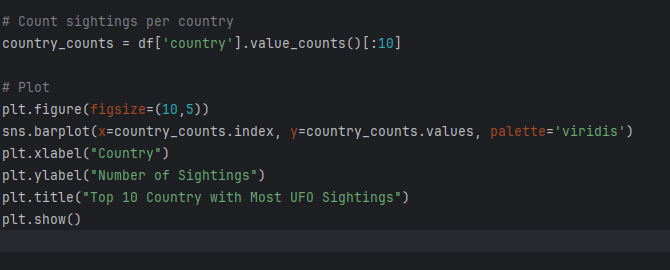 # Count sightings per country
country_counts = df['country'].value_counts()[:10]
# Plot
plt.figure(figsize=(10,5))
sns.barplot(x=country_counts.index, y=country_counts.values, palette='viridis')
plt.xlabel("Country")
plt.ylabel("Number of Sightings")
plt.title("Top 10 Country with Most UFO Sightings")
plt.show()